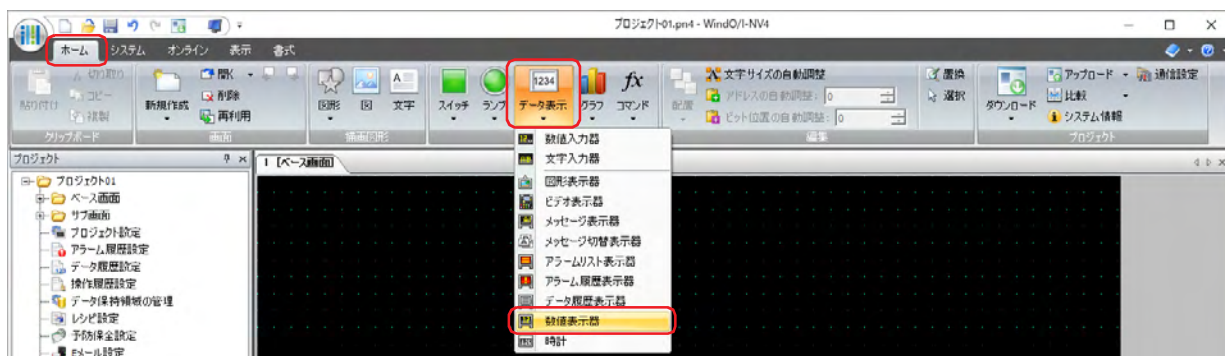 プロジェクト01.pn4 - WindO/I-NV4
ホーム システム オンライン 表示 書式
貼り付け
切り取り
コピー
複製
クリップボード
新規作成
開く
削除
再利用
画面
図形 図 文字
描画図形
スイッチ ランプ データ表示 グラフ コマンド
配置
文字サイズの自動調整
アドレスの自動調整: 0
ビット位置の自動調整: 0
置換
選択
編集
ダウンロード
アップロード
比較
システム情報
通信設定
プロジェクト
プロジェクト
1 [ベース画面]
プロジェクト01
ベース画面
サブ画面
プロジェクト設定
アラーム履歴設定
データ履歴設定
操作履歴設定
データ保持領域の管理
レシピ設定
予防保全設定
Eメール設定
数値入力器
文字入力器
図形表示器
ビデオ表示器
メッセージ表示器
メッセージ切替表示器
アラームリスト表示器
アラーム履歴表示器
データ履歴表示器
数値表示器
時計